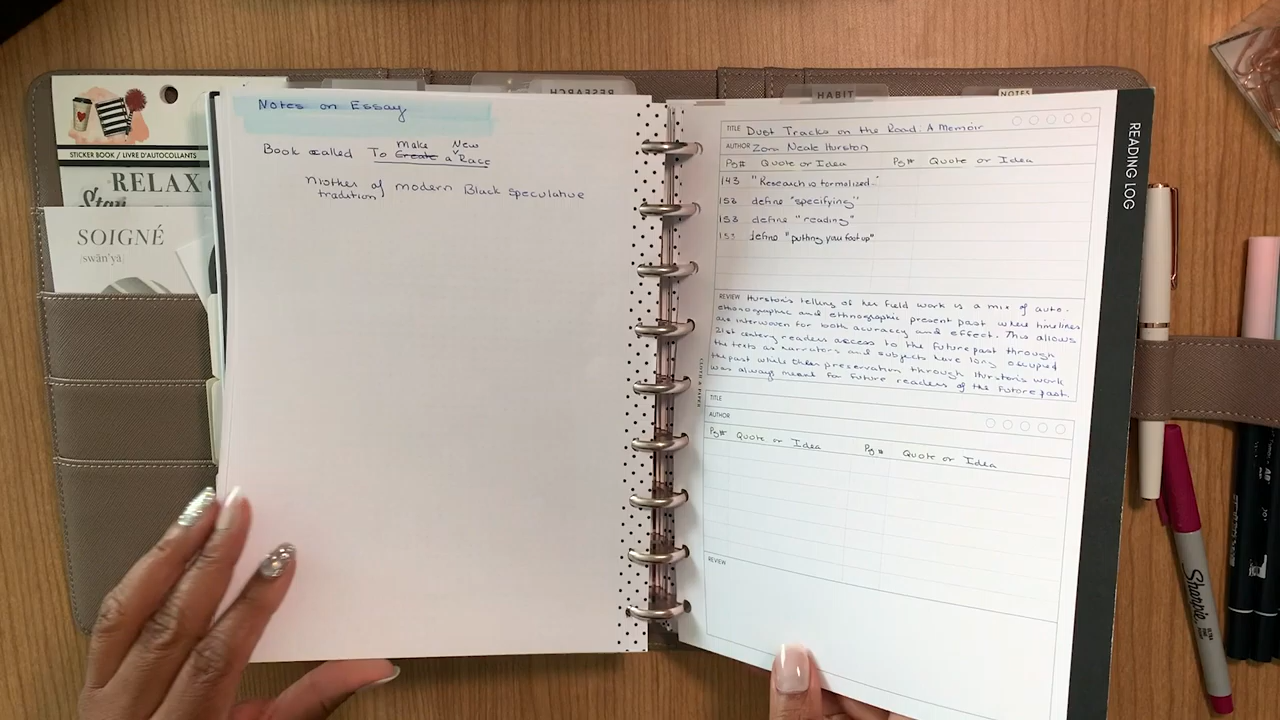 RESEARCH
HABIT
NOTES
STICKER BOOK / LIVRE D'AUTOCOLLANTS
RELAX
SOIGNÉ
(swän'yā)
Notes on Essay
Make New
Book called To Create a Race
Mother of modern Black speculative
tradition
READING LOG
TITLE Dust Tracks on the Road: A Memoir
AUTHOR Zora Neale Hurston
Pg# Quote or Idea Pg# Quote or Idea
143 "Research is formalized.."
158 define "specifying"
158 define "reading"
define "putting your foot up"
REVIEW Hurston's telling of her field work is a mix of auto-
ethnographic and ethnographic present past where timelines
are interwoven for both accuracy and effect. This allows
21st century readers access to the future past through
the texts as narrators and subjects have long occupied
the past while their preservation through Hurston's work
was always meant for future readers of the future past.
TITLE
AUTHOR
Pg# Quote or Idea Pg# Quote or Idea
REVIEW
CLOTH & PAPER
Sharpie